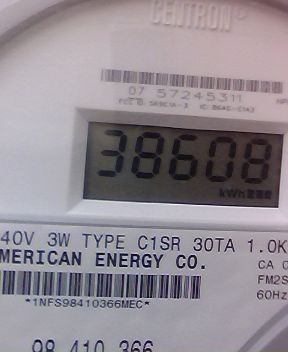 CENTRON®
07 57245311
38608
kWh
40V 3W TYPE C1SR 30TA 1.0K
MERICAN ENERGY CO.
CA 0
FM2S
60Hz
*1NFS98410366MEC*
98 410 366